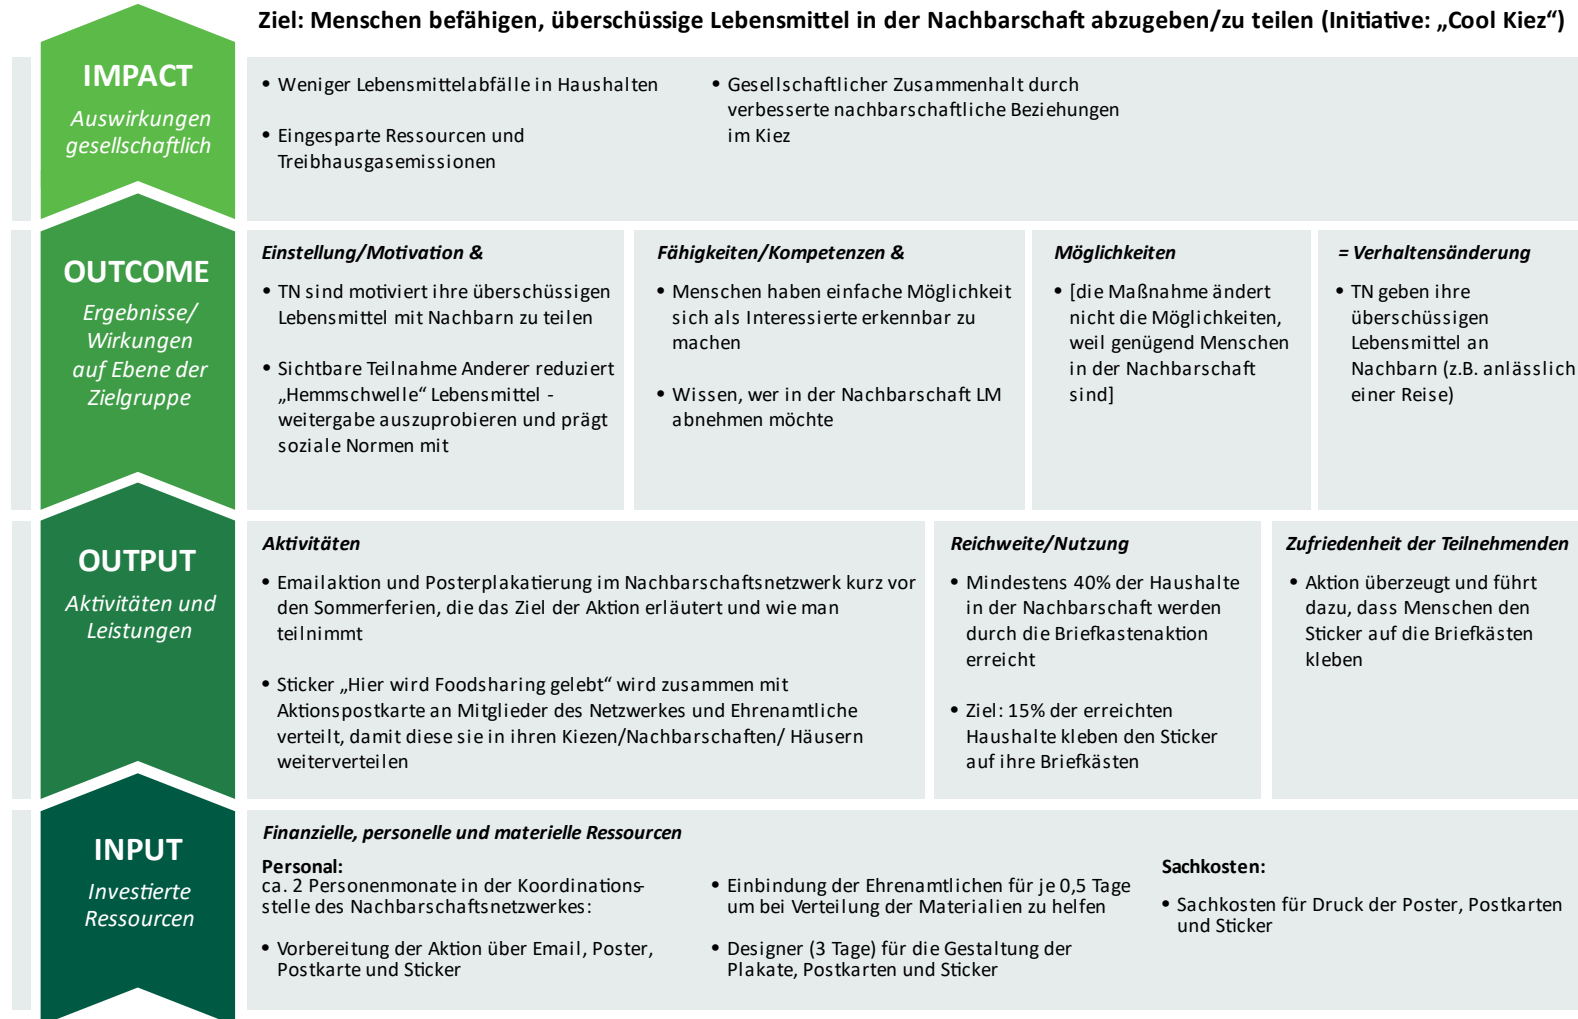 Ziel: Menschen befähigen, überschüssige Lebensmittel in der Nachbarschaft abzugeben/zu teilen (Initiative: „Cool Kiez“)
IMPACT
Auswirkungen
gesellschaftlich
• Weniger Lebensmittelabfälle in Haushalten
• Eingesparte Ressourcen und
Treibhausgasemissionen
• Gesellschaftlicher Zusammenhalt durch
verbesserte nachbarschaftliche Beziehungen
im Kiez
OUTCOME
Ergebnisse/
Wirkungen
auf Ebene der
Zielgruppe
Einstellung/Motivation &
• TN sind motiviert ihre überschüssigen
Lebensmittel mit Nachbarn zu teilen
• Sichtbare Teilnahme Anderer reduziert
„Hemmschwelle“ Lebensmittel -
weitergabe auszuprobieren und prägt
soziale Normen mit
Fähigkeiten/Kompetenzen &
• Menschen haben einfache Möglichkeit
sich als Interessierte erkennbar zu
machen
• Wissen, wer in der Nachbarschaft LM
abnehmen möchte
Möglichkeiten
• [die Maßnahme ändert
nicht die Möglichkeiten,
weil genügend Menschen
in der Nachbarschaft
sind]
= Verhaltensänderung
• TN geben ihre
überschüssigen
Lebensmittel an
Nachbarn (z.B. anlässlich
einer Reise)
OUTPUT
Aktivitäten und
Leistungen
Aktivitäten
• Emailaktion und Posterplakatierung im Nachbarschaftsnetzwerk kurz vor
den Sommerferien, die das Ziel der Aktion erläutert und wie man
teilnimmt
• Sticker „Hier wird Foodsharing gelebt“ wird zusammen mit
Aktionspostkarte an Mitglieder des Netzwerkes und Ehrenamtliche
verteilt, damit diese sie in ihren Kiezen/Nachbarschaften/ Häusern
weiterverteilen
Reichweite/Nutzung
• Mindestens 40% der Haushalte
in der Nachbarschaft werden
durch die Briefkastenaktion
erreicht
• Ziel: 15% der erreichten
Haushalte kleben den Sticker
auf ihre Briefkästen
Zufriedenheit der Teilnehmenden
• Aktion überzeugt und führt
dazu, dass Menschen den
Sticker auf die Briefkästen
kleben
INPUT
Investierte
Ressourcen
Finanzielle, personelle und materielle Ressourcen
Personal:
ca. 2 Personenmonate in der Koordinations-
stelle des Nachbarschaftsnetzwerkes:
• Vorbereitung der Aktion über Email, Poster,
Postkarte und Sticker
• Einbindung der Ehrenamtlichen für je 0,5 Tage
um bei Verteilung der Materialien zu helfen
• Designer (3 Tage) für die Gestaltung der
Plakate, Postkarten und Sticker
Sachkosten:
• Sachkosten für Druck der Poster, Postkarten
und Sticker